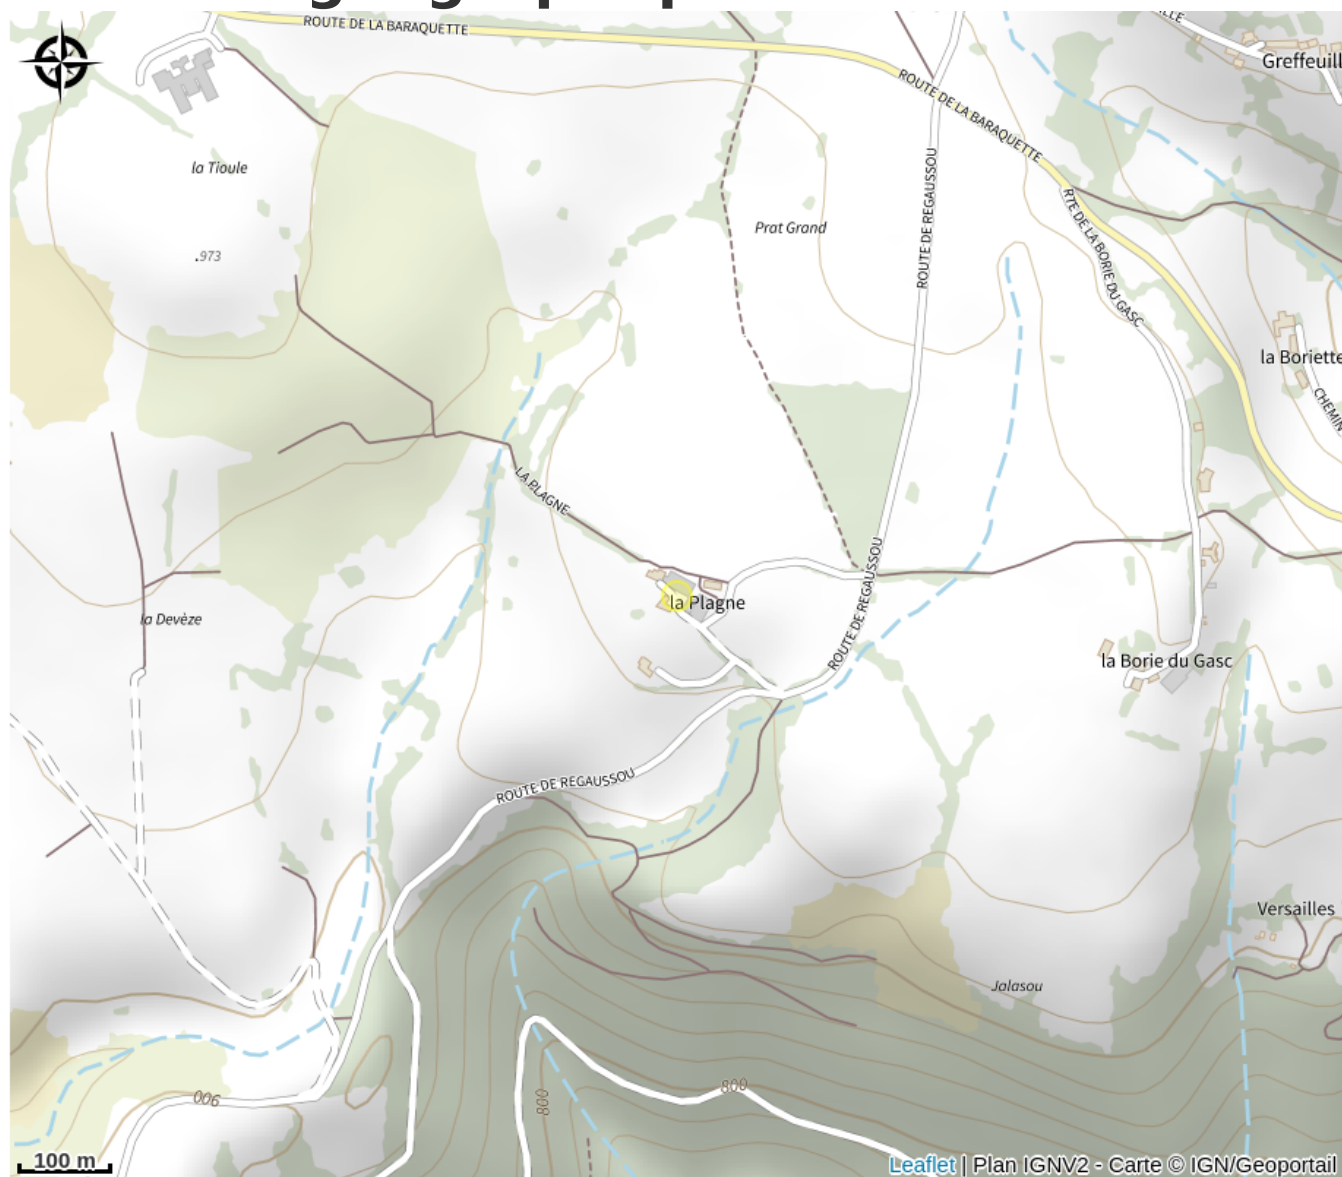 ROUTE DE LA BARAQUETTE
Greffeuill
ROUTE DE LA BARAQUETTE
la Tioule
ROUTE DE REGAUSSOU
Prat Grand
RTE DE LA BORIE DU GASC
.973
la Boriette
CHEMIN
LA PLAGNE
la Plagne
ROUTE DE REGAUSSOU
la Devèze
la Borie du Gasc
ROUTE DE REGAUSSOU
Versailles
Jalasou
900
800
800
100 m
Leaflet | Plan IGNV2 - Carte © IGN/Geoportail